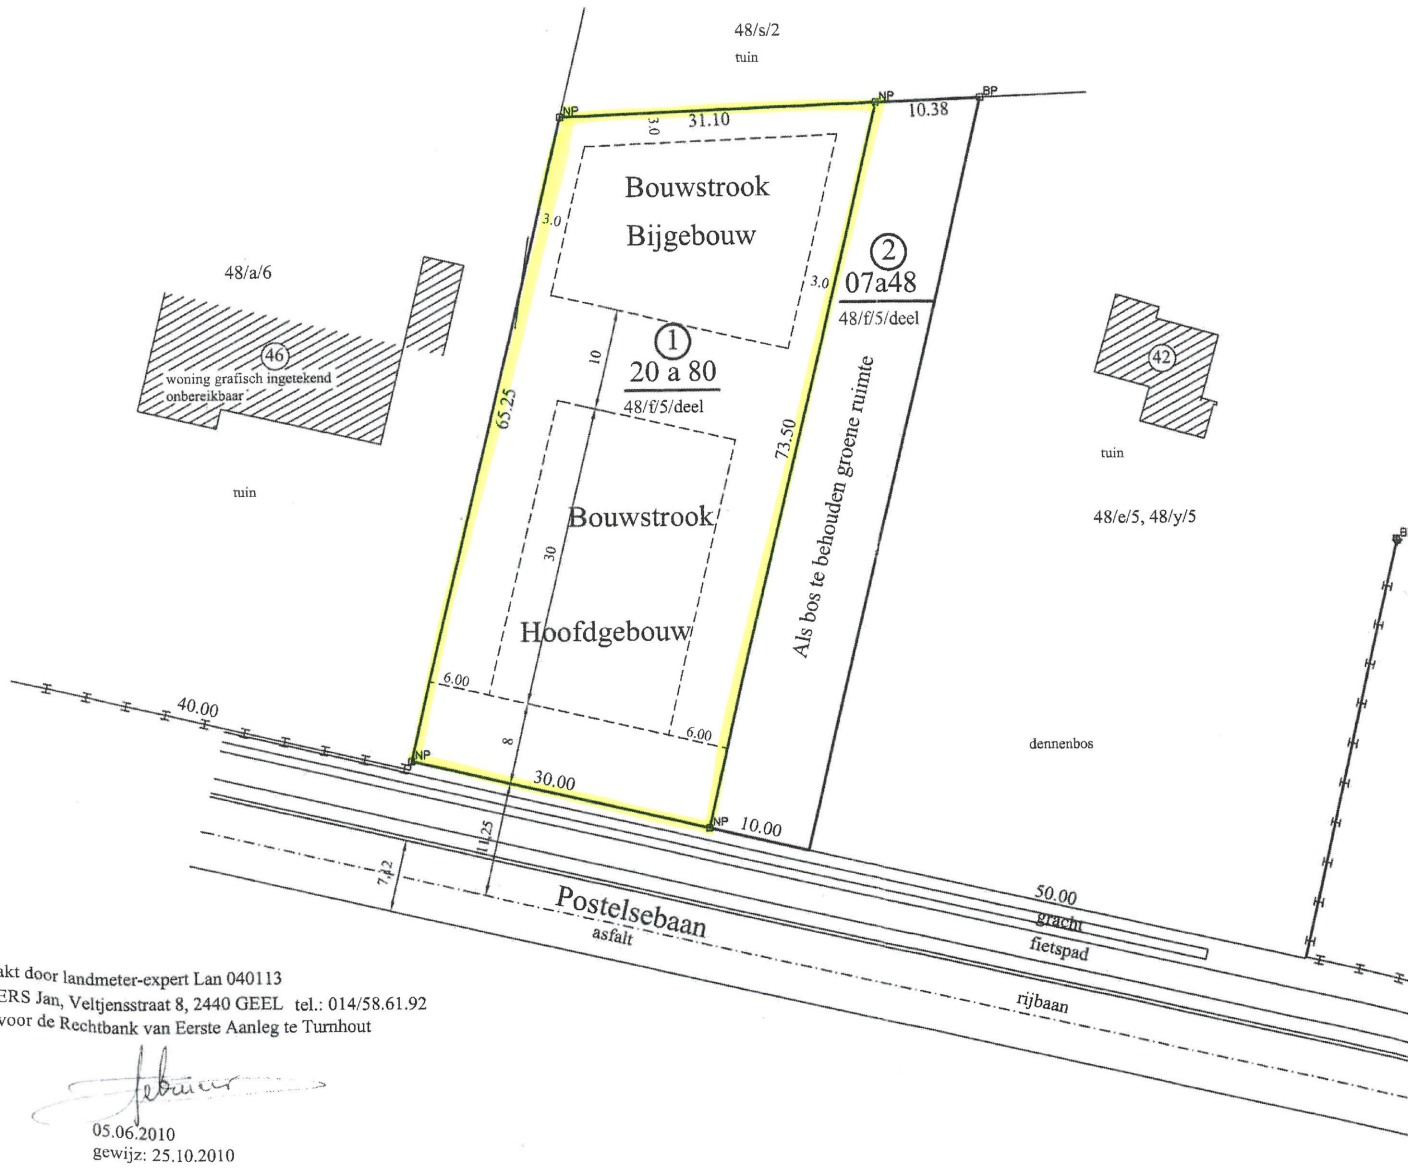 48/s/2
tuin
NP
NP
BP
31.10
10.38
3.0
Bouwstrook
Bijgebouw
3.0
3.0
2
07a48
48/f/5/deel
48/a/6
46
woning grafisch ingetekend
onbereikbaar
tuin
10
1
20 a 80
48/f/5/deel
65.25
73.50
Als bos te behouden groene ruimte
42
tuin
48/e/5, 48/y/5
Bouwstrook
30
Hoofdgebouw
6.00
6.00
8
40.00
NP
30.00
NP
10.00
dennenbos
11,25
7,12
Postelsebaan
asfalt
50.00
gracht
fietspad
rijbaan
akt door landmeter-expert Lan 040113
ERS Jan, Veltjensstraat 8, 2440 GEEL tel.: 014/58.61.92
voor de Rechtbank van Eerste Aanleg te Turnhout
05.06.2010
gewijz: 25.10.2010